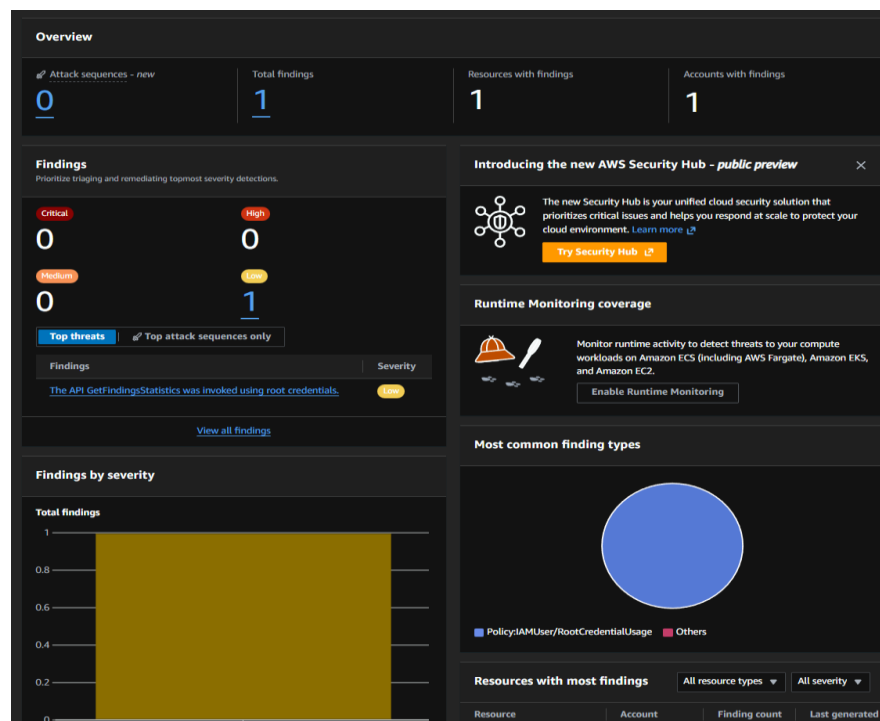 Overview
Attack sequences - new
Total findings
Resources with findings
Accounts with findings
0
1
1
1
Findings
Prioritize triaging and remediating topmost severity detections.
Critical
High
0
0
Medium
Low
0
1
Top threats
Top attack sequences only
Findings
Severity
The API GetFindingsStatistics was invoked using root credentials.
Low
View all findings
Findings by severity
Total findings
1
0.8
0.6
0.4
0.2
0
Introducing the new AWS Security Hub - public preview
The new Security Hub is your unified cloud security solution that
prioritizes critical issues and helps you respond at scale to protect your
cloud environment. Learn more
Try Security Hub
Runtime Monitoring coverage
Monitor runtime activity to detect threats to your compute
workloads on Amazon ECS (including AWS Fargate), Amazon EKS,
and Amazon EC2.
Enable Runtime Monitoring
Most common finding types
Policy:IAMUser/RootCredentialUsage
Others
Resources with most findings
All resource types
All severity
Resource
Account
Finding count
Last generated